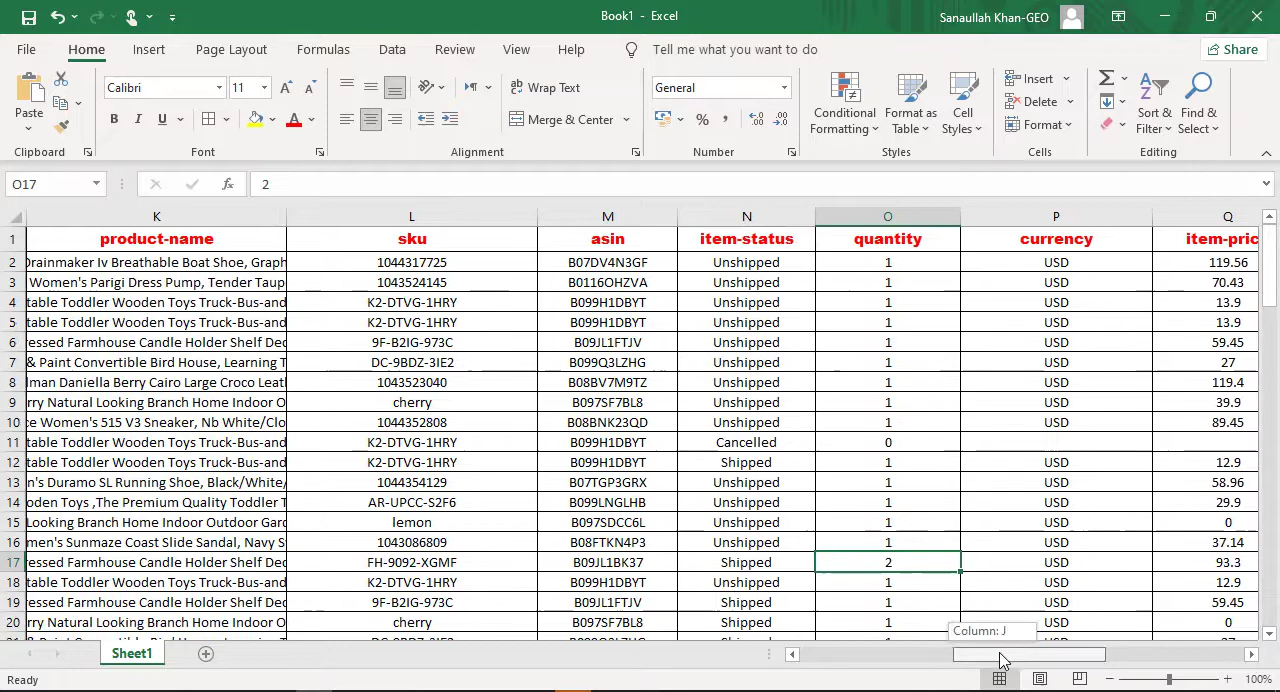 Book1 - Excel
Sanaullah Khan-GEO
File Home Insert Page Layout Formulas Data Review View Help Tell me what you want to do Share
Paste
Calibri 11
B I U
A A
Wrap Text
Merge & Center
General
%
Conditional Formatting
Format as Table
Cell Styles
Insert
Delete
Format
Sort & Filter
Find & Select
Clipboard Font Alignment Number Styles Cells Editing
O17 fx 2
K L M N O P Q
1 product-name sku asin item-status quantity currency item-pric
2 Drainmaker Iv Breathable Boat Shoe, Graph 1044317725 B07DV4N3GF Unshipped 1 USD 119.56
3 Women's Parigi Dress Pump, Tender Taup 1043524145 B0116OHZVA Unshipped 1 USD 70.43
4 table Toddler Wooden Toys Truck-Bus-and K2-DTVG-1HRY B099H1DBYT Unshipped 1 USD 13.9
5 table Toddler Wooden Toys Truck-Bus-and K2-DTVG-1HRY B099H1DBYT Unshipped 1 USD 13.9
6 ressed Farmhouse Candle Holder Shelf Dec 9F-B2IG-973C B09JL1FTJV Unshipped 1 USD 59.45
7 & Paint Convertible Bird House, Learning T DC-9BDZ-3IE2 B099Q3LZHG Unshipped 1 USD 27
8 lman Daniella Berry Cairo Large Croco Leat 1043523040 B08BV7M9TZ Unshipped 1 USD 119.4
9 rry Natural Looking Branch Home Indoor O cherry B097SF7BL8 Unshipped 1 USD 39.9
10 ce Women's 515 V3 Sneaker, Nb White/Clo 1044352808 B08BNK23QD Unshipped 1 USD 89.45
11 table Toddler Wooden Toys Truck-Bus-and K2-DTVG-1HRY B099H1DBYT Cancelled 0
12 table Toddler Wooden Toys Truck-Bus-and K2-DTVG-1HRY B099H1DBYT Shipped 1 USD 12.9
13 n's Duramo SL Running Shoe, Black/White/ 1044354129 B07TGP3GRX Unshipped 1 USD 58.96
14 oden Toys ,The Premium Quality Toddler T AR-UPCC-S2F6 B099LNGLHB Unshipped 1 USD 29.9
15 Looking Branch Home Indoor Outdoor Gard lemon B097SDCC6L Unshipped 1 USD 0
16 men's Sunmaze Coast Slide Sandal, Navy S 1043086809 B08FTKN4P3 Unshipped 1 USD 37.14
17 ressed Farmhouse Candle Holder Shelf Dec FH-9092-XGMF B09JL1BK37 Shipped 2 USD 93.3
18 table Toddler Wooden Toys Truck-Bus-and K2-DTVG-1HRY B099H1DBYT Unshipped 1 USD 12.9
19 ressed Farmhouse Candle Holder Shelf Dec 9F-B2IG-973C B09JL1FTJV Shipped 1 USD 59.45
20 rry Natural Looking Branch Home Indoor O cherry B097SF7BL8 Shipped 1 USD 0
Column: J
Sheet1
Ready
100%